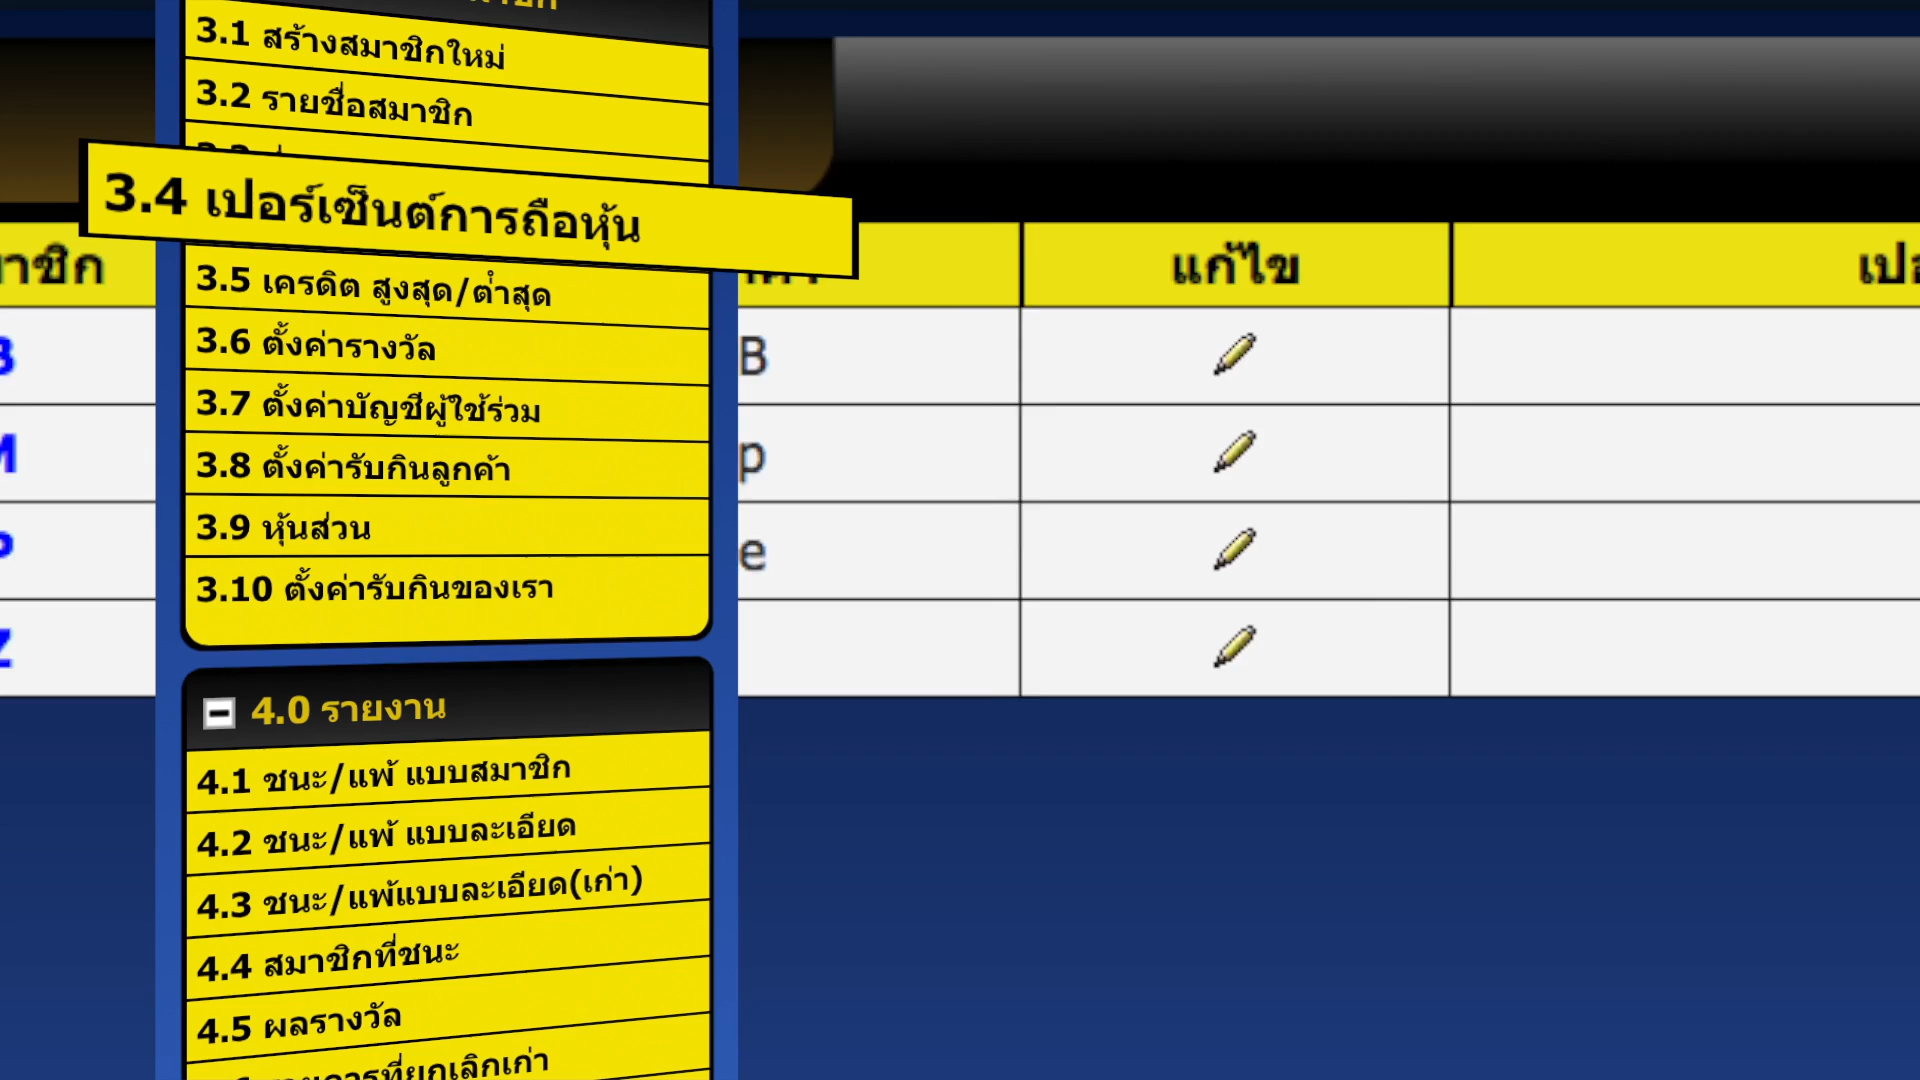 3.1 สร้างสมาชิกใหม่
3.2 รายชื่อสมาชิก
3.4 เปอร์เซ็นต์การถือหุ้น
3.5 เครดิต สูงสุด/ต่ำสุด
3.6 ตั้งค่ารางวัล
3.7 ตั้งค่าบัญชีผู้ใช้ร่วม
3.8 ตั้งค่ารับกินลูกค้า
3.9 หุ้นส่วน
3.10 ตั้งค่ารับกินของเรา
4.0 รายงาน
4.1 ชนะ/แพ้ แบบสมาชิก
4.2 ชนะ/แพ้ แบบละเอียด
4.3 ชนะ/แพ้แบบละเอียด(เก่า)
4.4 สมาชิกที่ชนะ
4.5 ผลรางวัล
แก้ไข
B
p
e